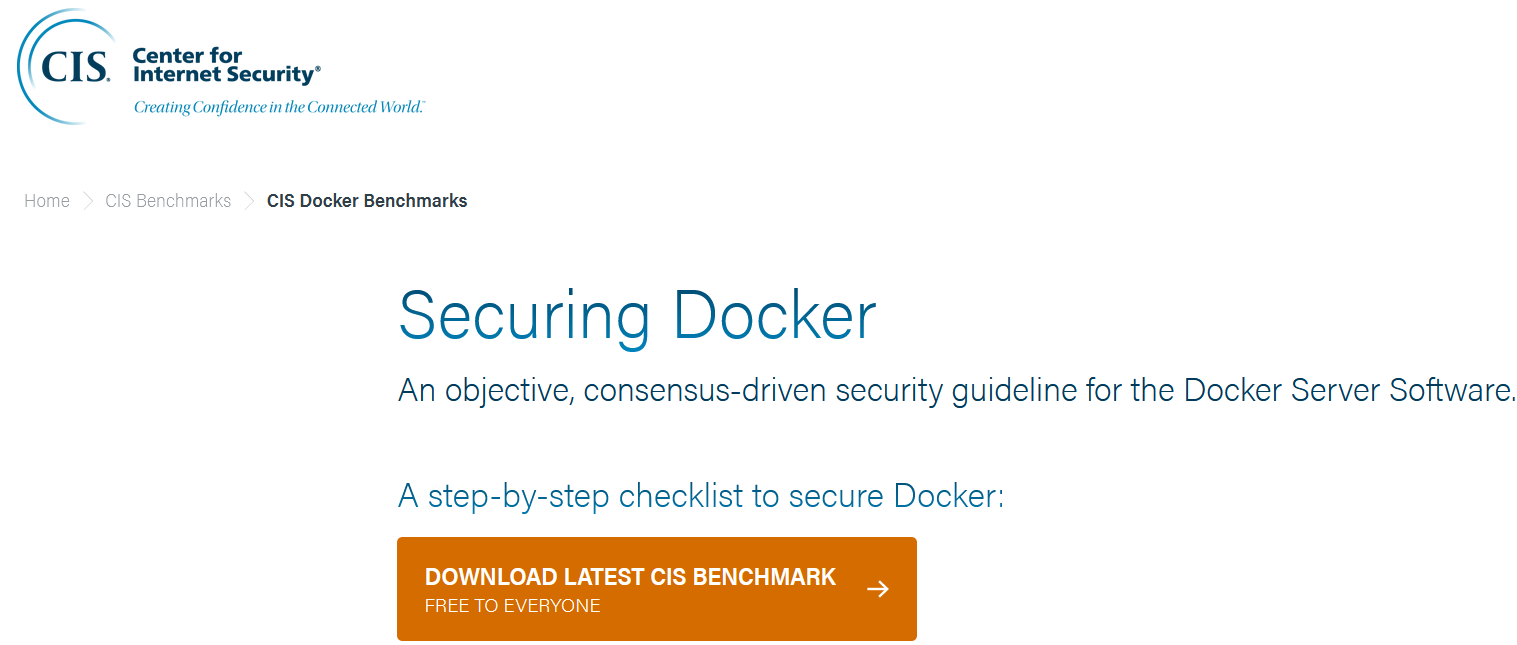 CIS®
Center for
Internet Security®
Creating Confidence in the Connected World.™
Home
CIS Benchmarks
CIS Docker Benchmarks
Securing Docker
An objective, consensus-driven security guideline for the Docker Server Software.
A step-by-step checklist to secure Docker:
DOWNLOAD LATEST CIS BENCHMARK
FREE TO EVERYONE